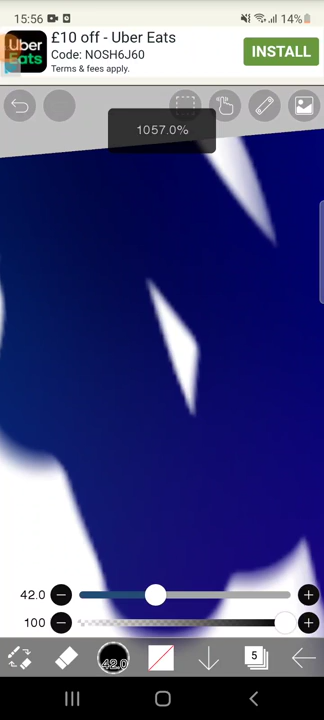 15:56
14%
Uber
Eats
£10 off - Uber Eats
Code: NOSH6J60
Terms & fees apply.
INSTALL
1057.0%
42.0
100
42.0
5